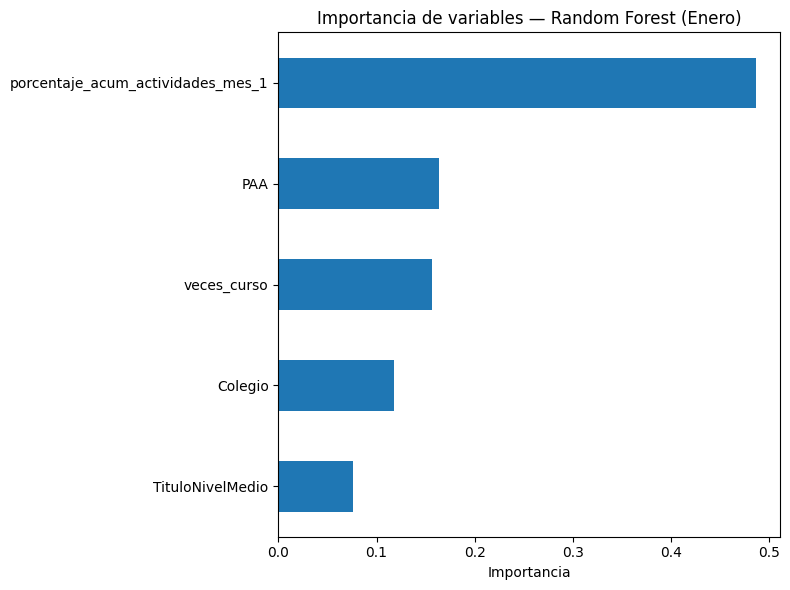 Importancia de variables — Random Forest (Enero)
porcentaje_acum_actividades_mes_1
PAA
veces_curso
Colegio
TituloNivelMedio
0.0 0.1 0.2 0.3 0.4 0.5
Importancia